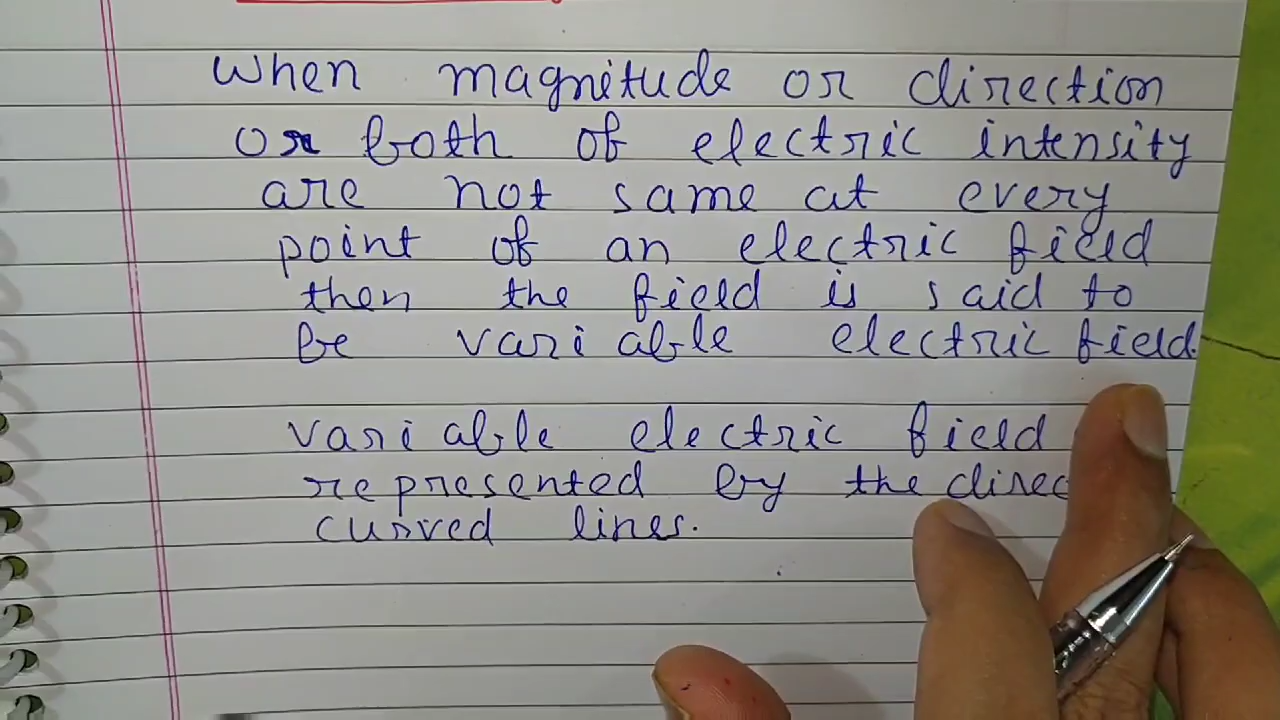 When magnitude or direction
or both of electric intensity
are not same at every
point of an electric field
then the field is said to
be variable electric field.
variable electric field
represented by the
curved lines.